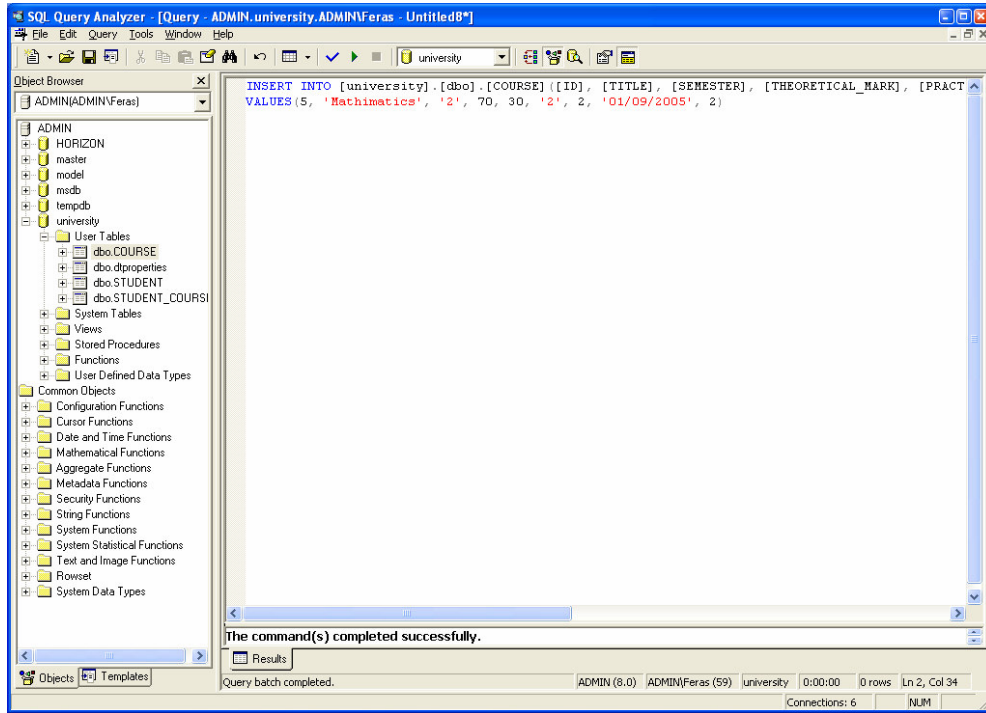 SQL Query Analyzer - [Query - ADMIN.university.ADMIN\Feras - Untitled8*]
File Edit Query Tools Window Help
university
Object Browser
ADMIN(ADMIN\Feras)
ADMIN
HORIZON
master
model
msdb
tempdb
university
User Tables
dbo.COURSE
dbo.dtproperties
dbo.STUDENT
dbo.STUDENT_COURSI
System Tables
Views
Stored Procedures
Functions
User Defined Data Types
Common Objects
Configuration Functions
Cursor Functions
Date and Time Functions
Mathematical Functions
Aggregate Functions
Metadata Functions
Security Functions
String Functions
System Functions
System Statistical Functions
Text and Image Functions
Rowset
System Data Types
Objects Templates
INSERT INTO [university].[dbo].[COURSE]([ID], [TITLE], [SEMESTER], [THEORETICAL_MARK], [PRACT
VALUES(5, 'Mathimatics', '2', 70, 30, '2', 2, '01/09/2005', 2)
The command(s) completed successfully.
Results
Query batch completed. ADMIN (8.0) ADMIN\Feras (59) university 0:00:00 0 rows Ln 2, Col 34
Connections: 6 NUM